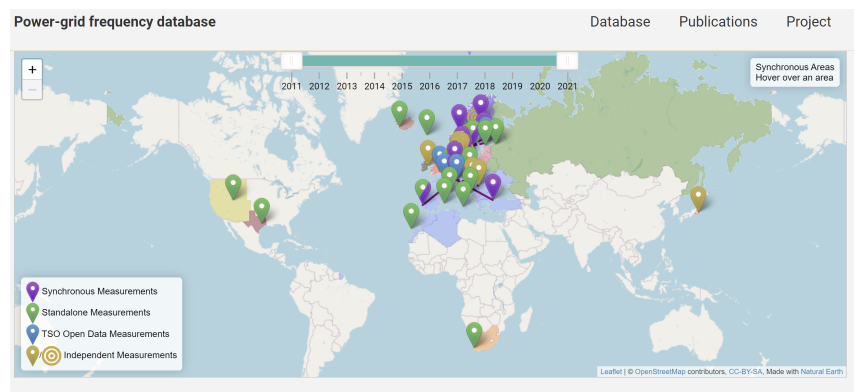 Power-grid frequency database
Database Publications Project
+
−
Synchronous Areas
Hover over an area
2011 2012 2013 2014 2015 2016 2017 2018 2019 2020 2021
Synchronous Measurements
Standalone Measurements
TSO Open Data Measurements
/ Independent Measurements
Leaflet | © OpenStreetMap contributors, CC-BY-SA, Made with Natural Earth